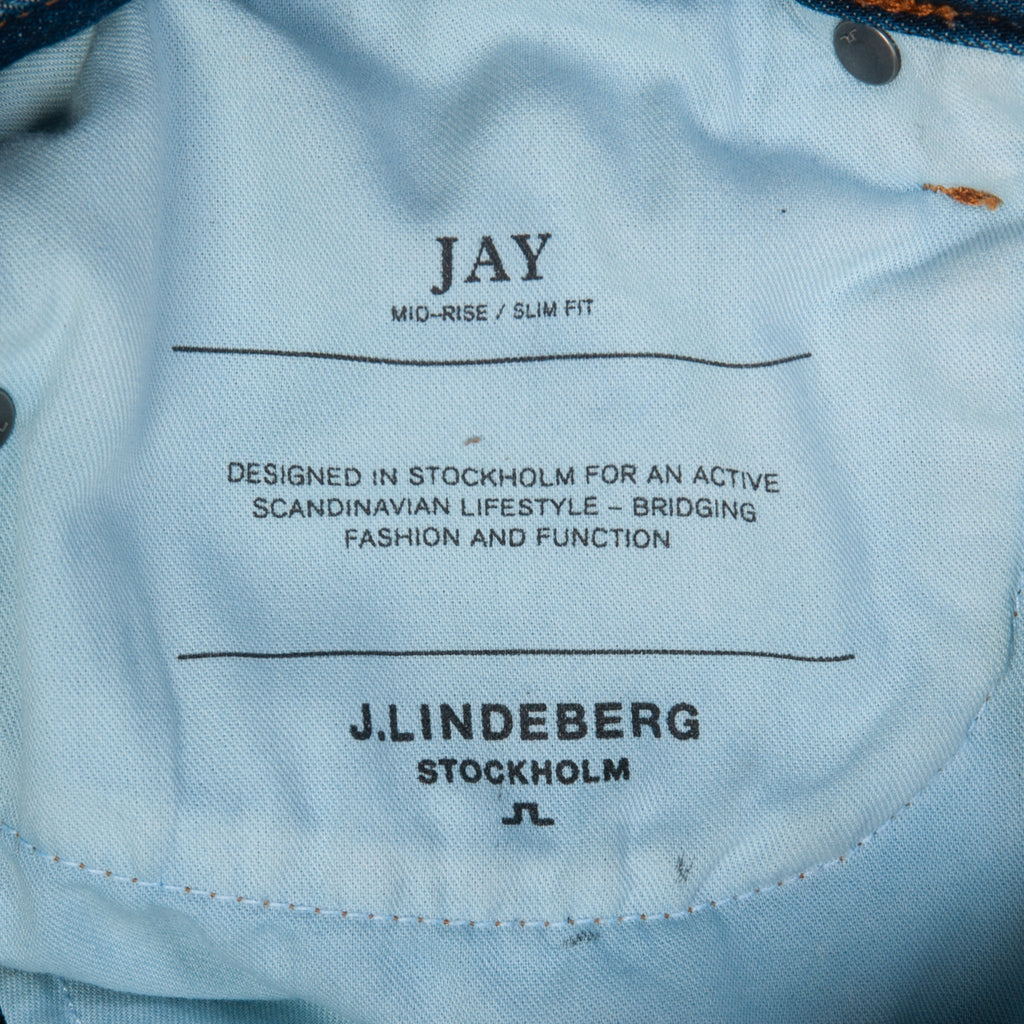 JAY
MID-RISE / SLIM FIT
DESIGNED IN STOCKHOLM FOR AN ACTIVE
SCANDINAVIAN LIFESTYLE – BRIDGING
FASHION AND FUNCTION
J.LINDEBERG
STOCKHOLM